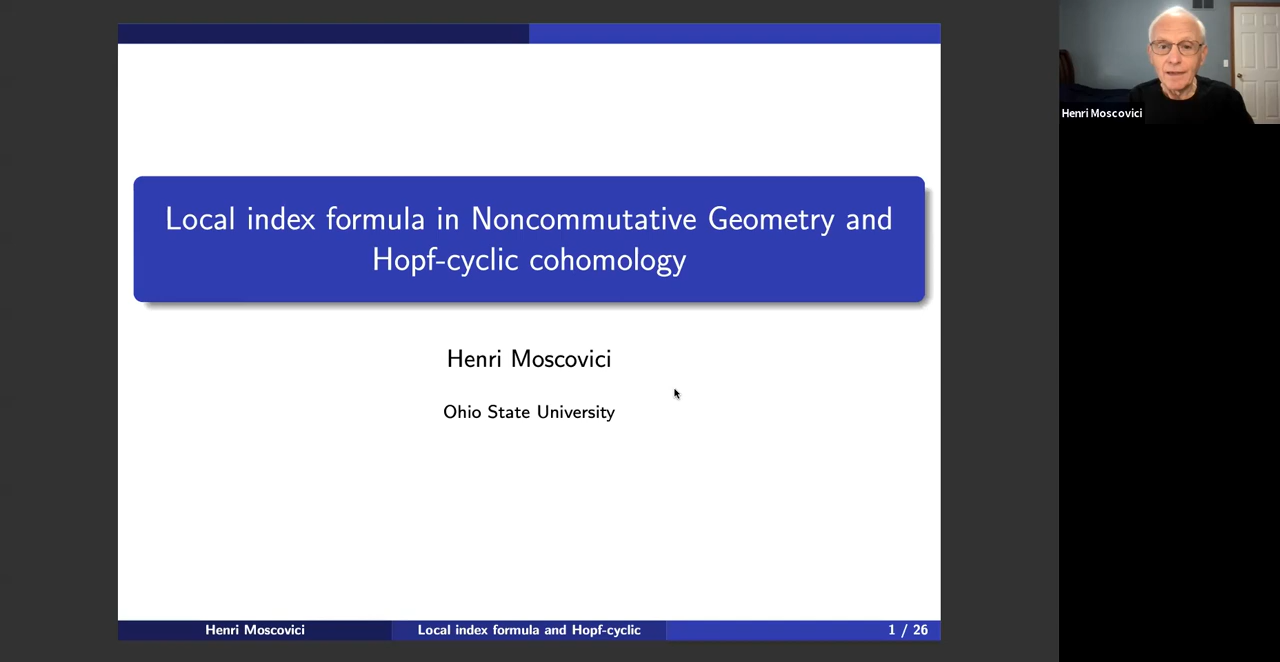 Local index formula in Noncommutative Geometry and
Hopf-cyclic cohomology
Henri Moscovici
Ohio State University
Henri Moscovici
Local index formula and Hopf-cyclic
1 / 26
Henri Moscovici